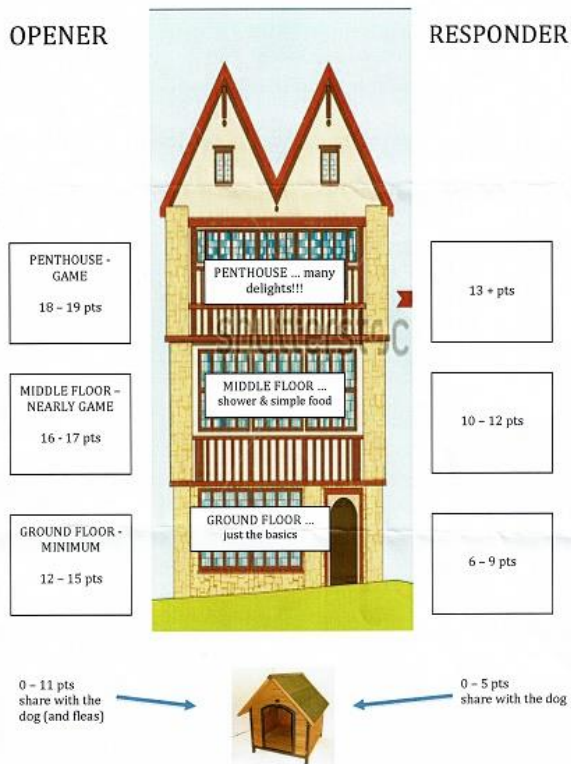 OPENER
RESPONDER
PENTHOUSE -
GAME
18 – 19 pts
PENTHOUSE ... many
delights!!!
13 + pts
MIDDLE FLOOR –
NEARLY GAME
16 - 17 pts
MIDDLE FLOOR ...
shower & simple food
10 – 12 pts
GROUND FLOOR -
MINIMUM
12 – 15 pts
GROUND FLOOR ...
just the basics
6 – 9 pts
0 – 11 pts
share with the
dog (and fleas)
0 – 5 pts
share with the dog